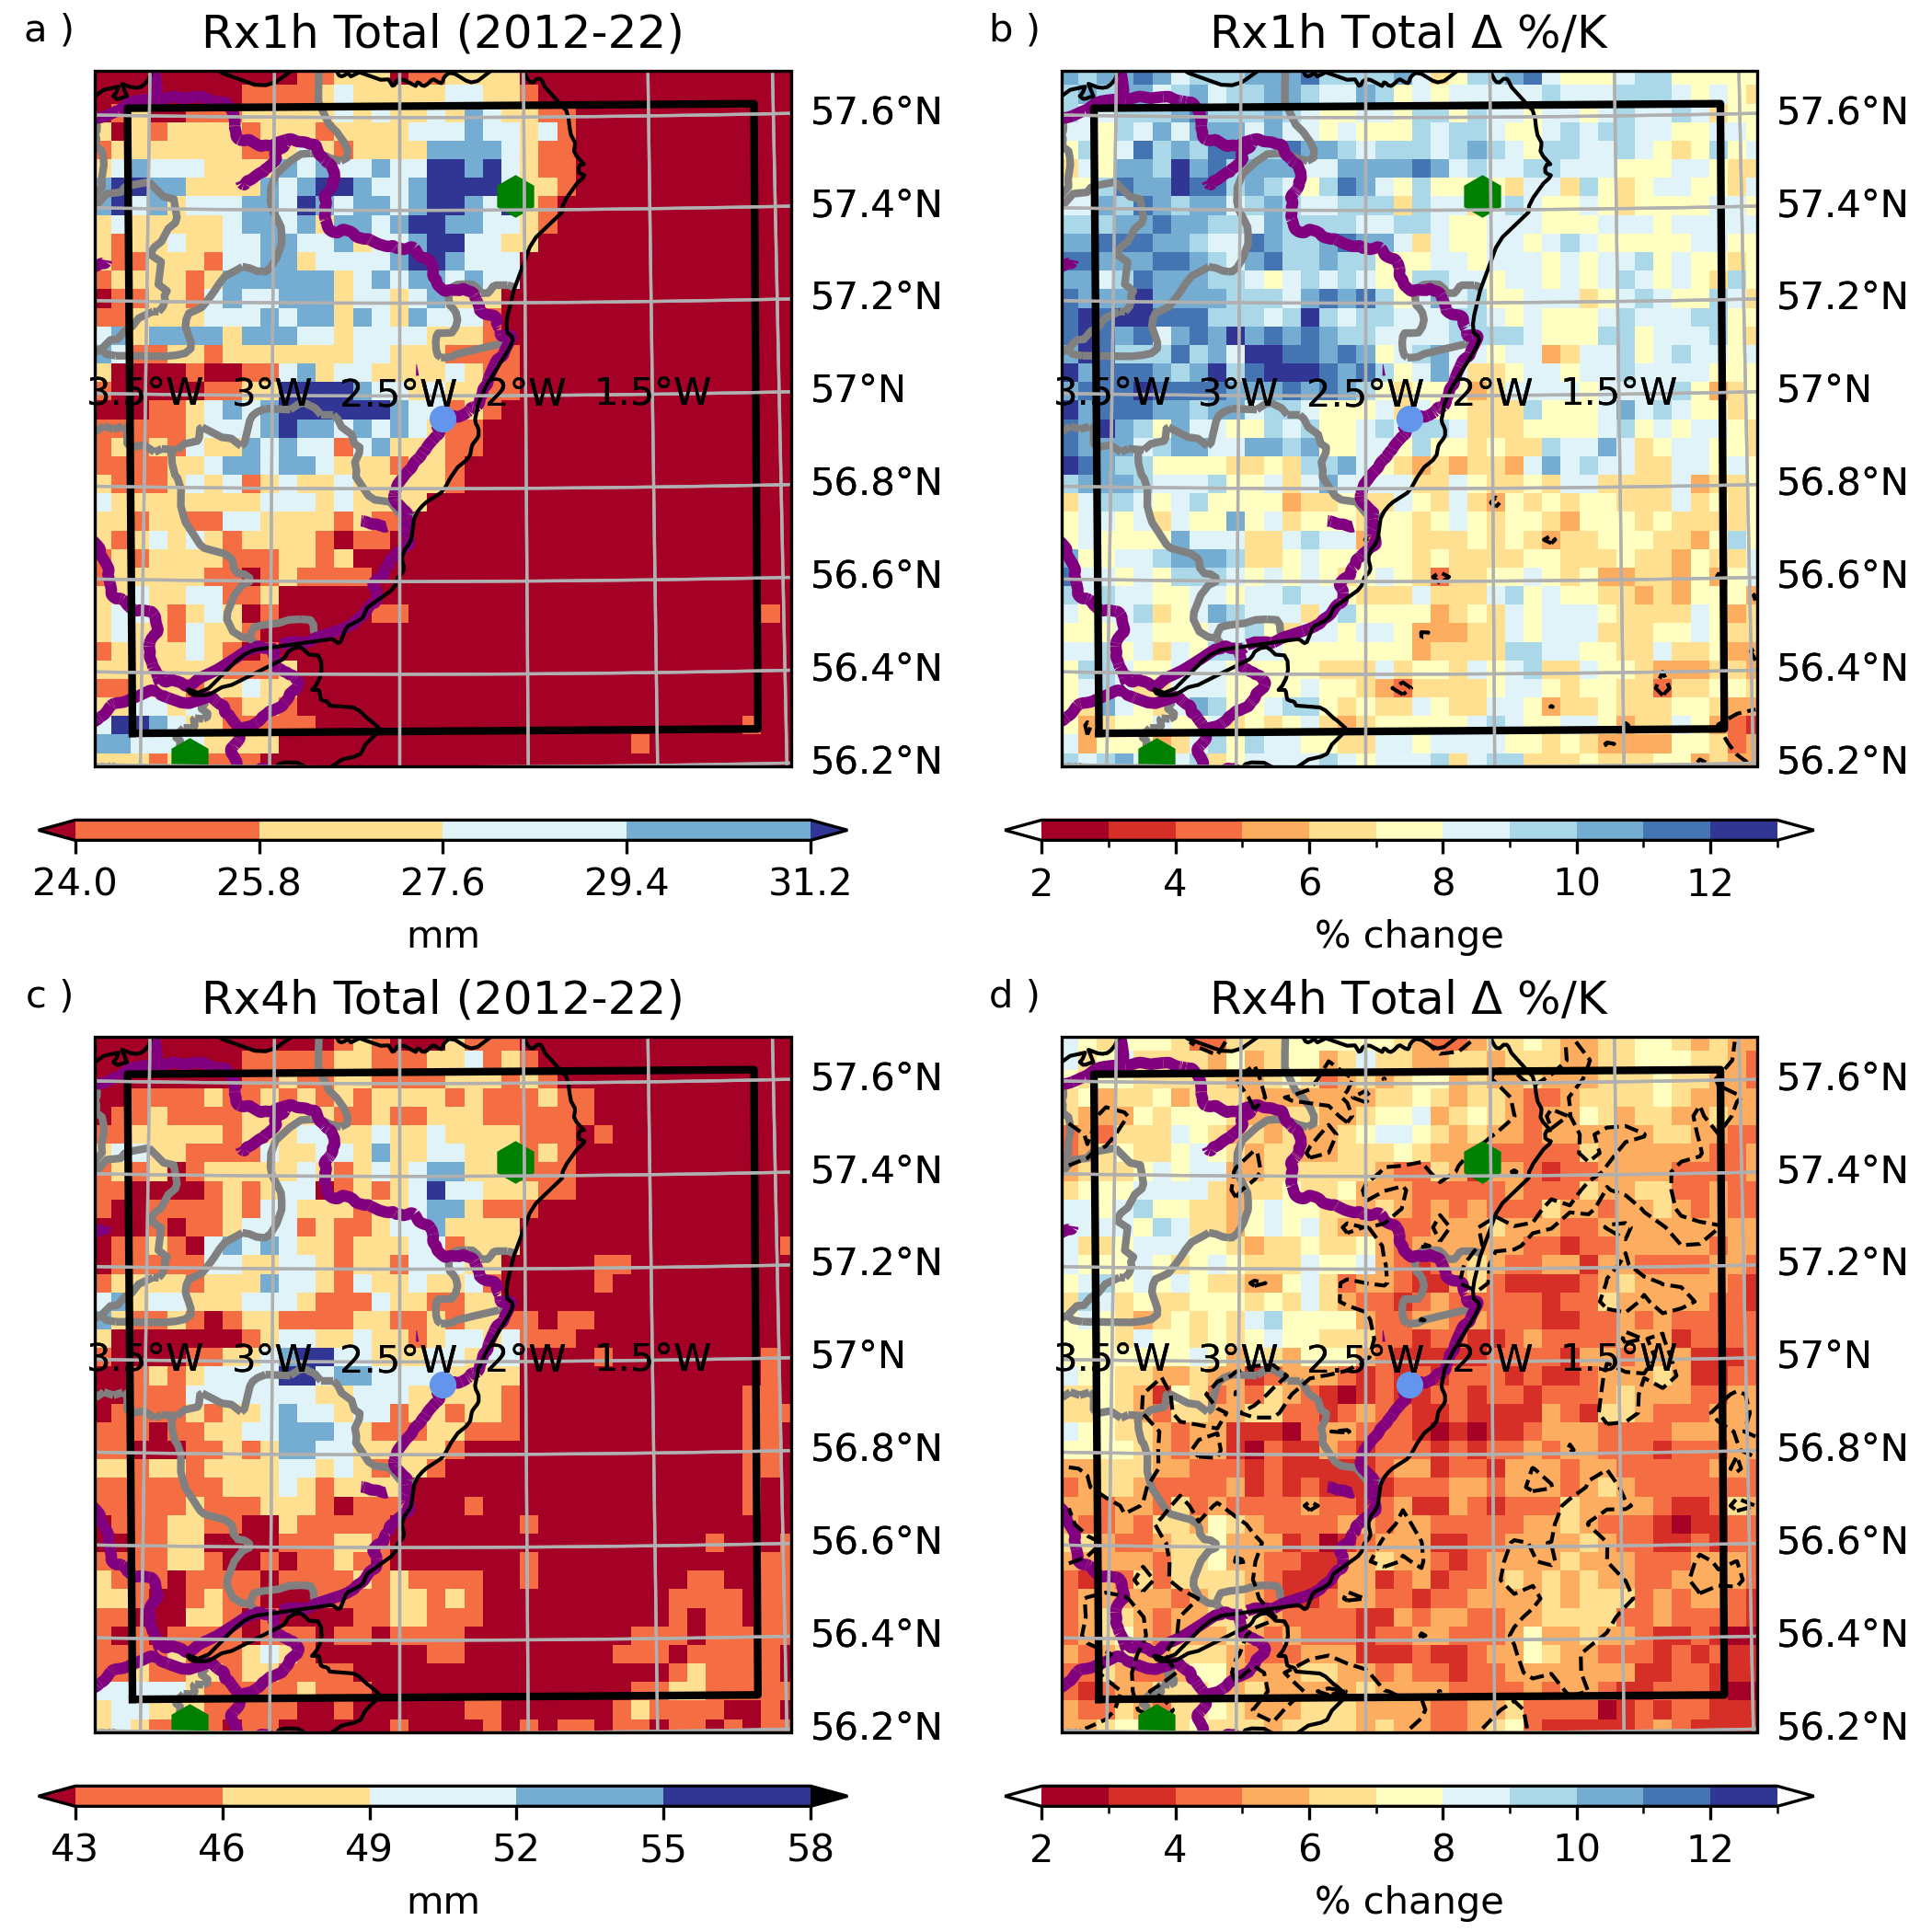 a )
Rx1h Total (2012-22)
57.6°N
57.4°N
57.2°N
57°N
56.8°N
56.6°N
56.4°N
56.2°N
3.5°W 3°W 2.5°W 2°W 1.5°W
24.0 25.8 27.6 29.4 31.2
mm
b )
Rx1h Total Δ %/K
57.6°N
57.4°N
57.2°N
57°N
56.8°N
56.6°N
56.4°N
56.2°N
3.5°W 3°W 2.5°W 2°W 1.5°W
2 4 6 8 10 12
% change
c )
Rx4h Total (2012-22)
57.6°N
57.4°N
57.2°N
57°N
56.8°N
56.6°N
56.4°N
56.2°N
3.5°W 3°W 2.5°W 2°W 1.5°W
43 46 49 52 55 58
mm
d )
Rx4h Total Δ %/K
57.6°N
57.4°N
57.2°N
57°N
56.8°N
56.6°N
56.4°N
56.2°N
3.5°W 3°W 2.5°W 2°W 1.5°W
2 4 6 8 10 12
% change